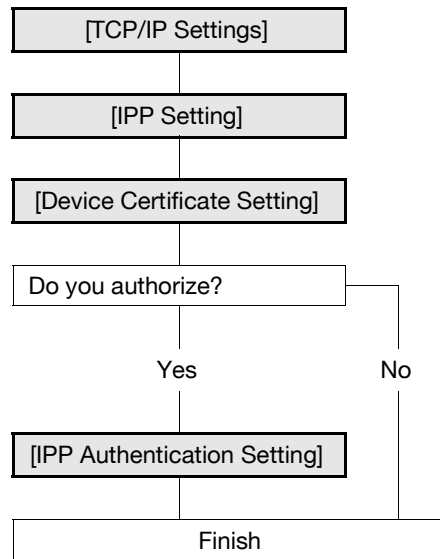 [TCP/IP Settings]
[IPP Setting]
[Device Certificate Setting]
Do you authorize?
Yes No
[IPP Authentication Setting]
Finish